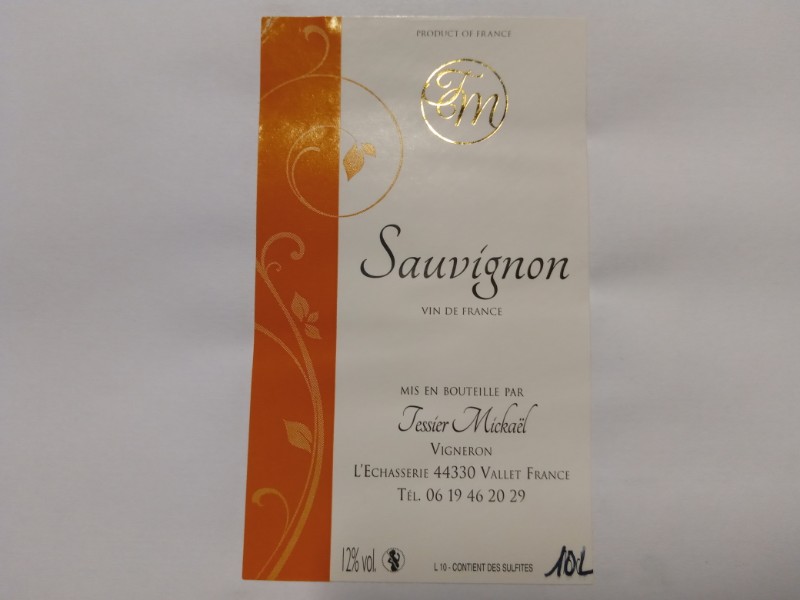 PRODUCT OF FRANCE
TM
Sauvignon
VIN DE FRANCE
MIS EN BOUTEILLE PAR
Tessier Mickaël
VIGNERON
L'ECHASSERIE 44330 VALLET FRANCE
TÉL. 06 19 46 20 29
12% vol.
L 10 - CONTIENT DES SULFITES
10L